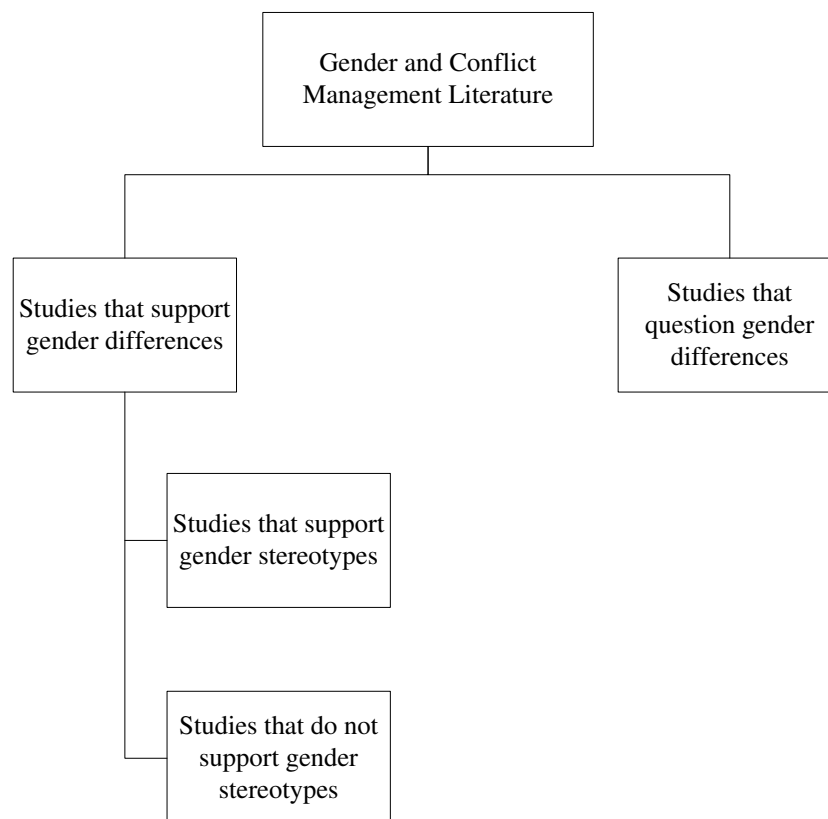 Gender and Conflict
Management Literature
Studies that support
gender differences
Studies that
question gender
differences
Studies that support
gender stereotypes
Studies that do not
support gender
stereotypes